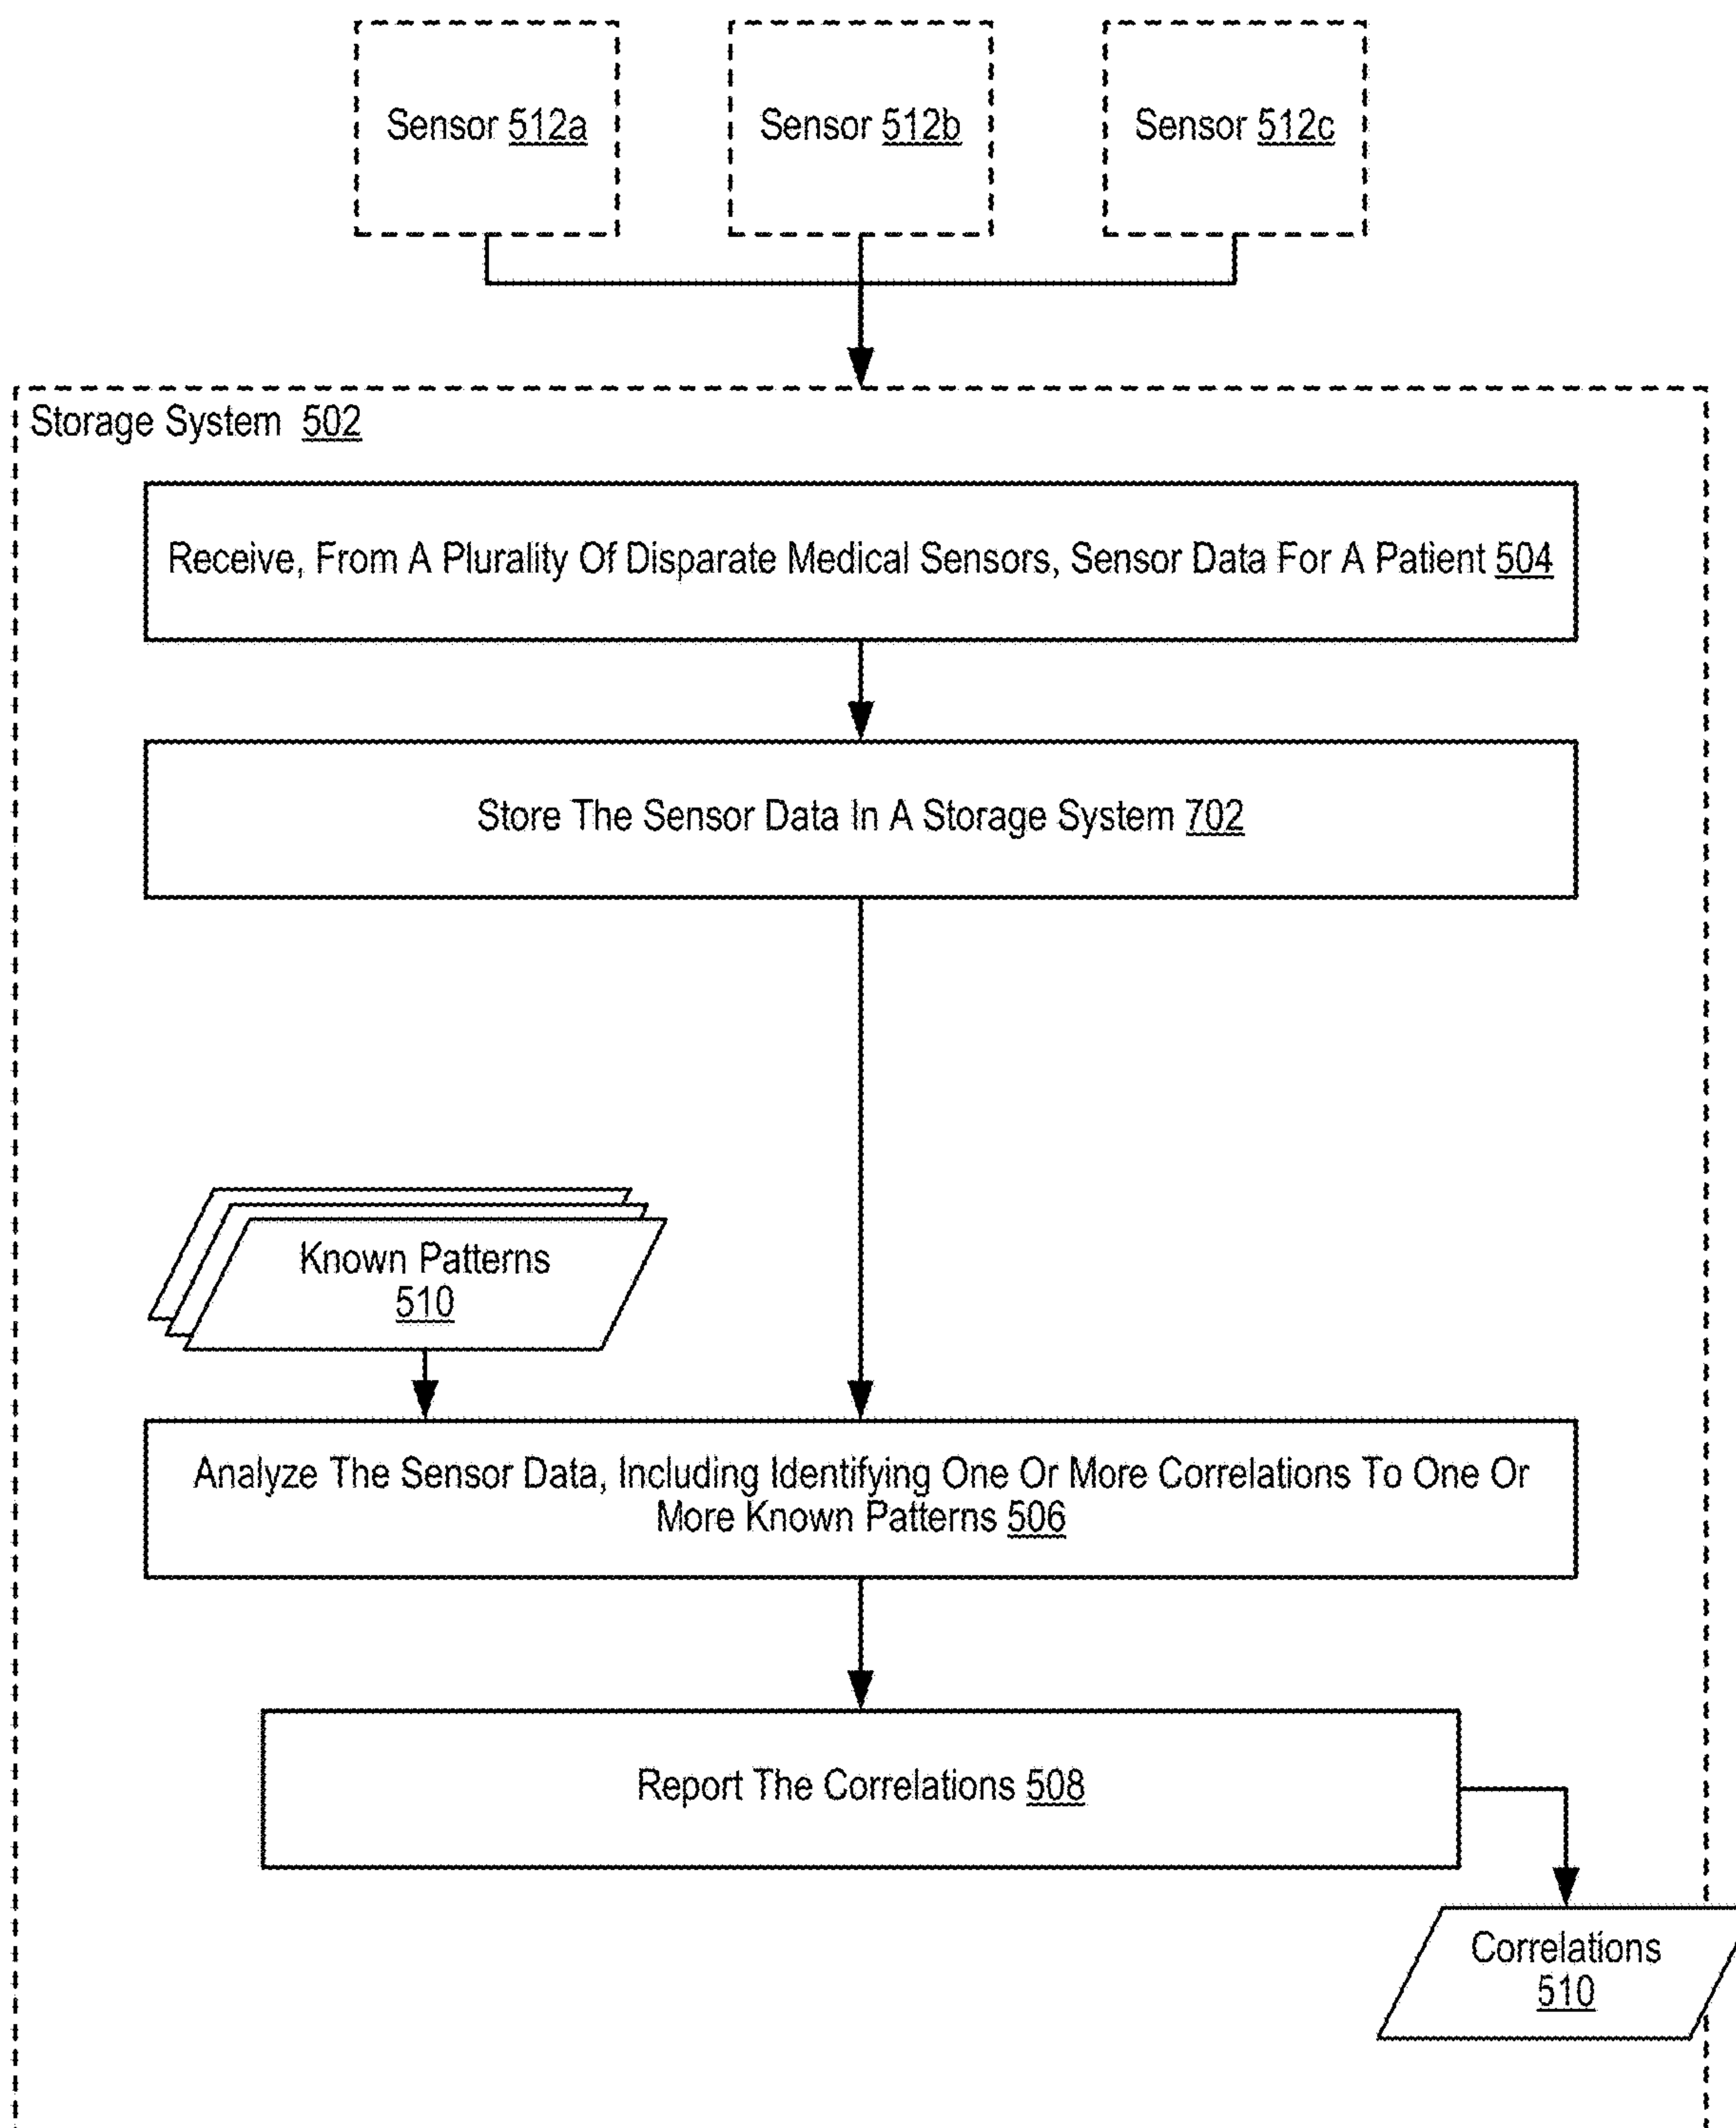 Sensor 512a
Sensor 512b
Sensor 512c
Storage System 502
Receive, From A Plurality Of Disparate Medical Sensors, Sensor Data For A Patient 504
Store The Sensor Data In A Storage System 702
Known Patterns
510
Analyze The Sensor Data, Including Identifying One Or More Correlations To One Or
More Known Patterns 506
Report The Correlations 508
Correlations
510